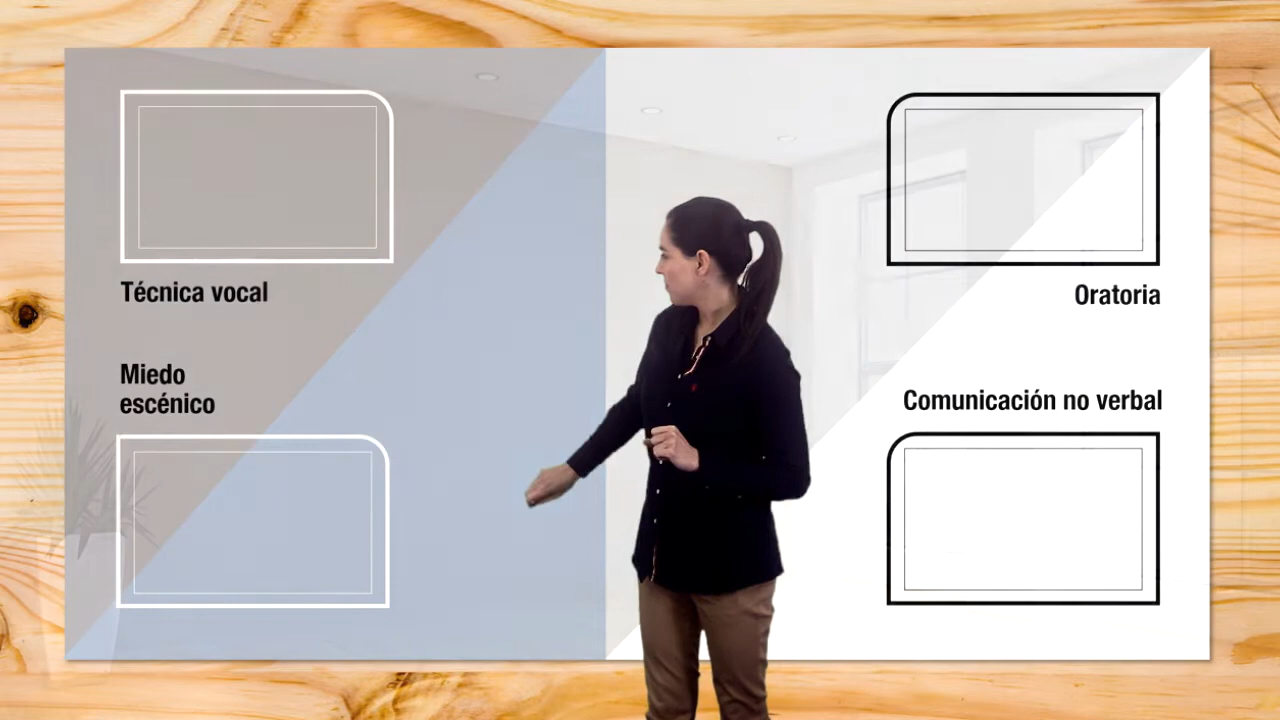 Técnica vocal
Oratoria
Miedo
escénico
Comunicación no verbal